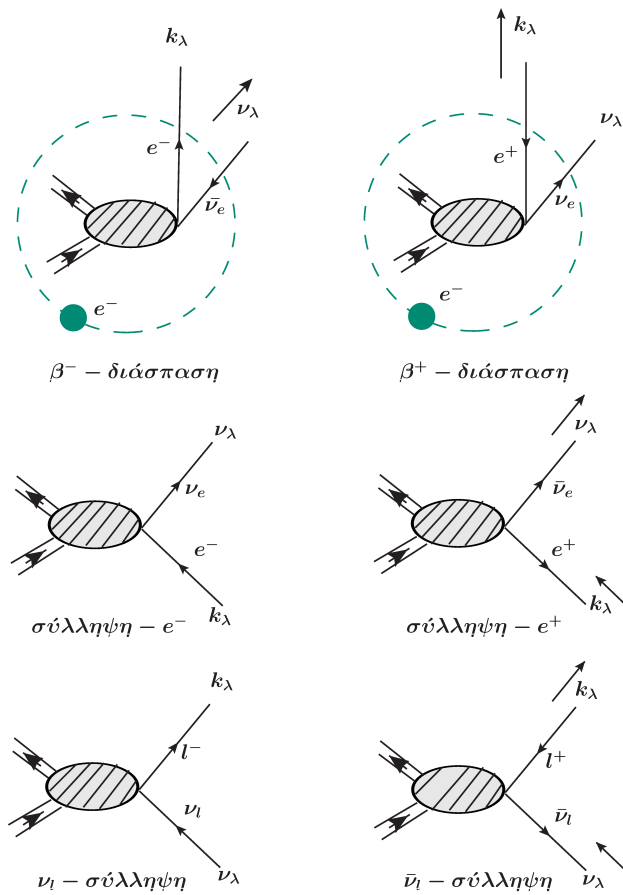 k_λ
ν_λ
e^-
ν̄_e
e^-
β^- − διάσπαση
k_λ
ν_λ
e^+
ν_e
e^-
β^+ − διάσπαση
ν_λ
ν_e
e^-
k_λ
σύλληψη − e^-
ν_λ
ν̄_e
e^+
k_λ
σύλληψη − e^+
k_λ
l^-
ν_l
ν_λ
ν_l − σύλληψη
k_λ
l^+
ν̄_l
ν_λ
ν̄_l − σύλληψη